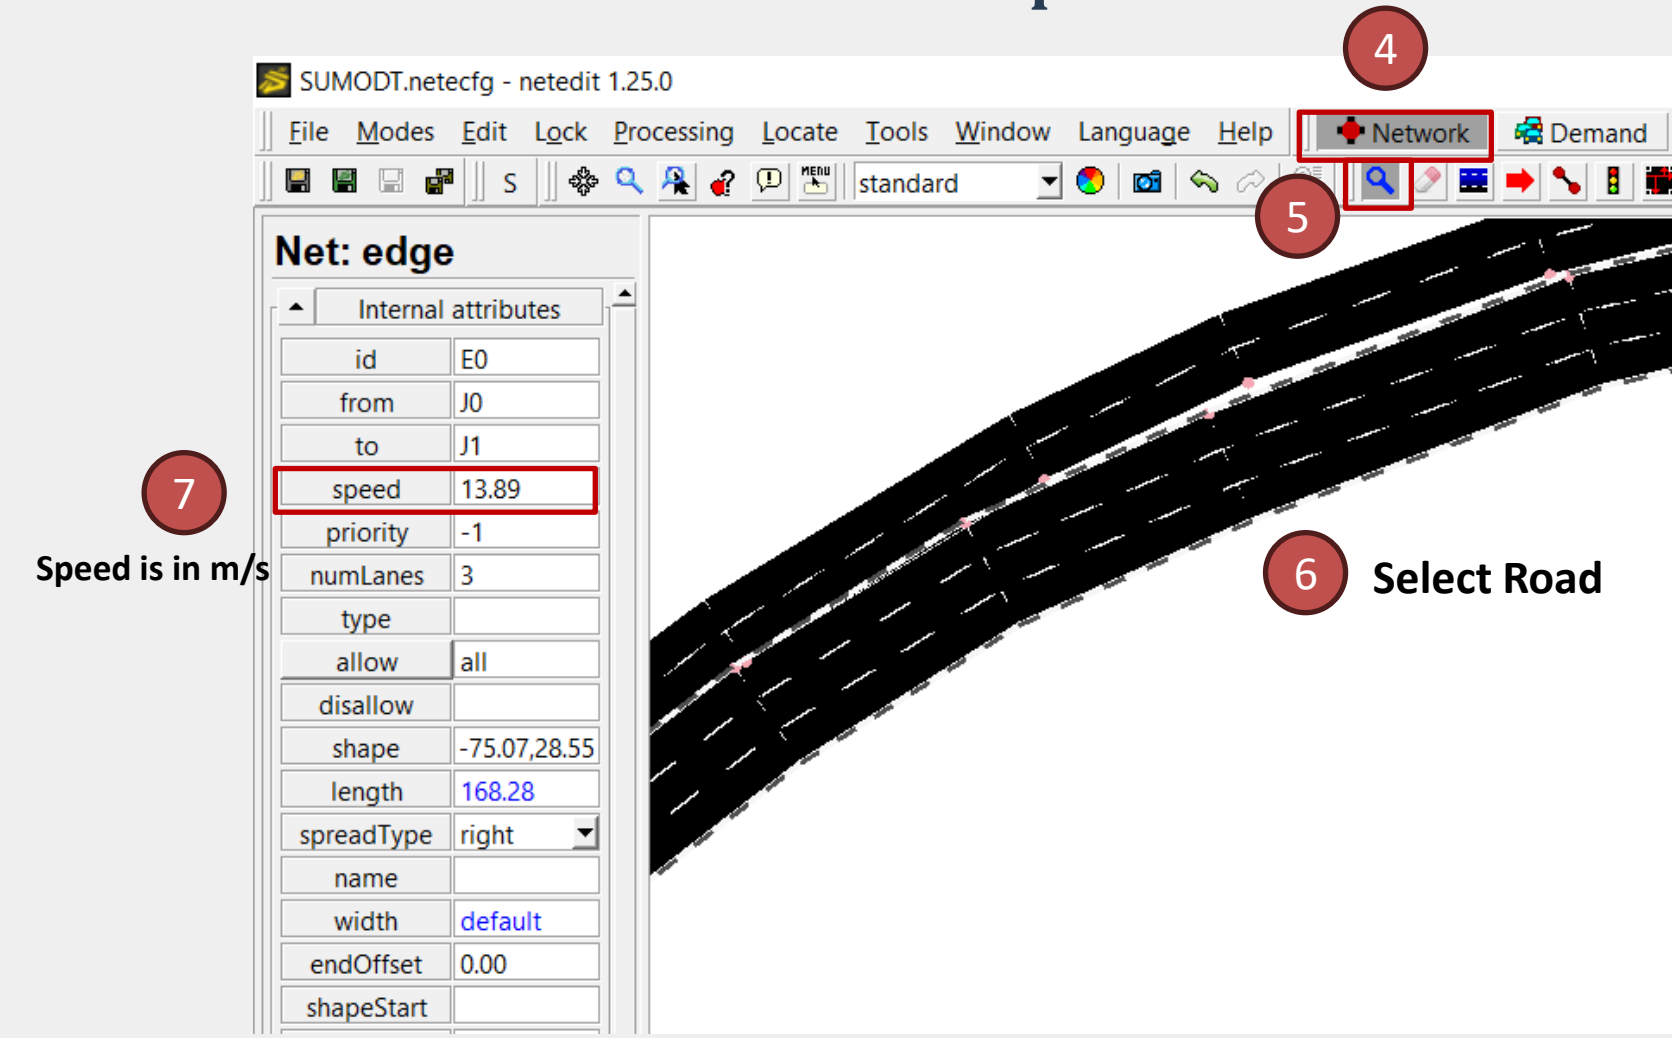 4
SUMODT.netecfg - netedit 1.25.0
File Modes Edit Lock Processing Locate Tools Window Language Help Network Demand
S MENU standard
5
Net: edge
Internal attributes
id E0
from J0
to J1
7
speed 13.89
priority -1
Speed is in m/s
numLanes 3
6 Select Road
type
allow all
disallow
shape -75.07,28.55
length 168.28
spreadType right
name
width default
endOffset 0.00
shapeStart